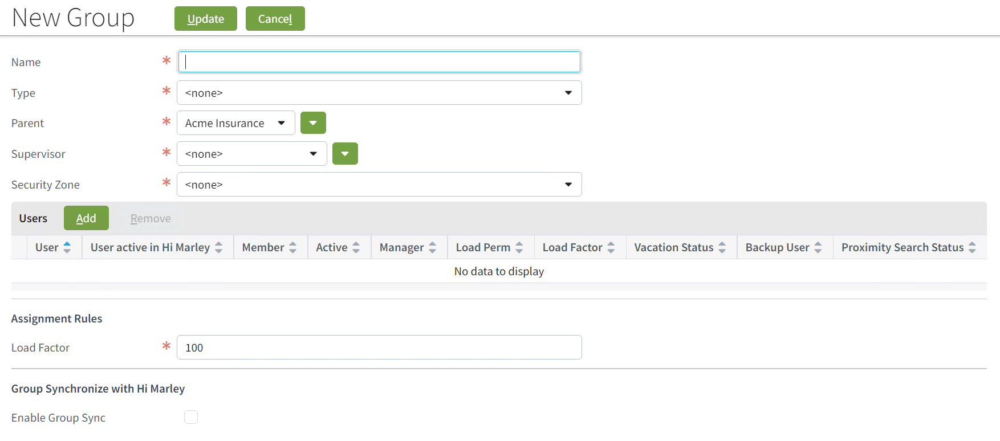 New Group Update Cancel
Name *
Type * <none>
Parent * Acme Insurance
Supervisor * <none>
Security Zone * <none>
Users Add Remove
User User active in Hi Marley Member Active Manager Load Perm Load Factor Vacation Status Backup User Proximity Search Status
No data to display
Assignment Rules
Load Factor * 100
Group Synchronize with Hi Marley
Enable Group Sync